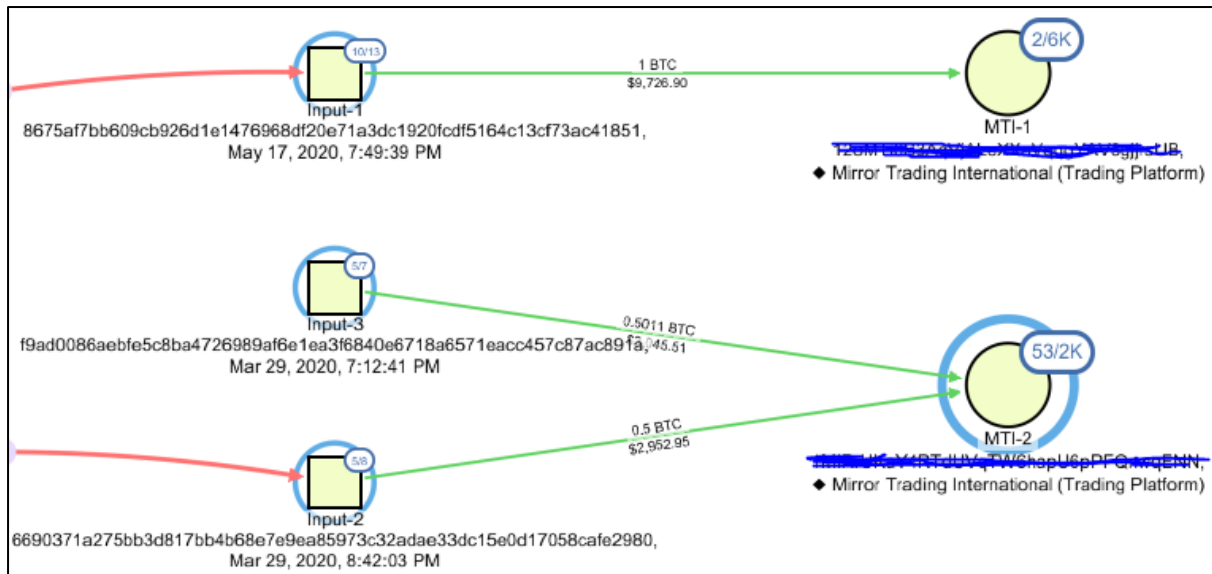 10/13
2/6K
1 BTC
$9,726.90
Input-1
MTI-1
8675af7bb609cb926d1e1476968df20e71a3dc1920fcdf5164c13cf73ac41851,
May 17, 2020, 7:49:39 PM
◆ Mirror Trading International (Trading Platform)
5/7
Input-3
0.5011 BTC
f9ad0086aebfe5c8ba4726989af6e1ea3f6840e6718a6571eacc457c87ac891a,
Mar 29, 2020, 7:12:41 PM
53/2K
0.5 BTC
$2,952.95
MTI-2
5/8
◆ Mirror Trading International (Trading Platform)
Input-2
6690371a275bb3d817bb4b68e7e9ea85973c32adae33dc15e0d17058cafe2980,
Mar 29, 2020, 8:42:03 PM